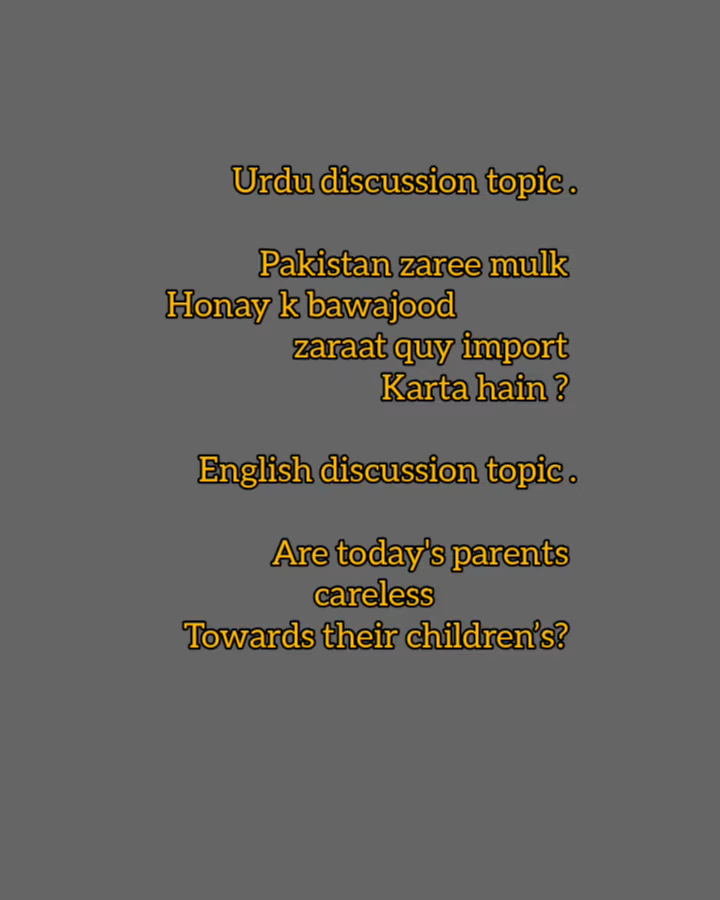 Urdu discussion topic .
Pakistan zaree mulk
Honay k bawajood
zaraat quy import
Karta hain ?
English discussion topic .
Are today's parents
careless
Towards their children’s?